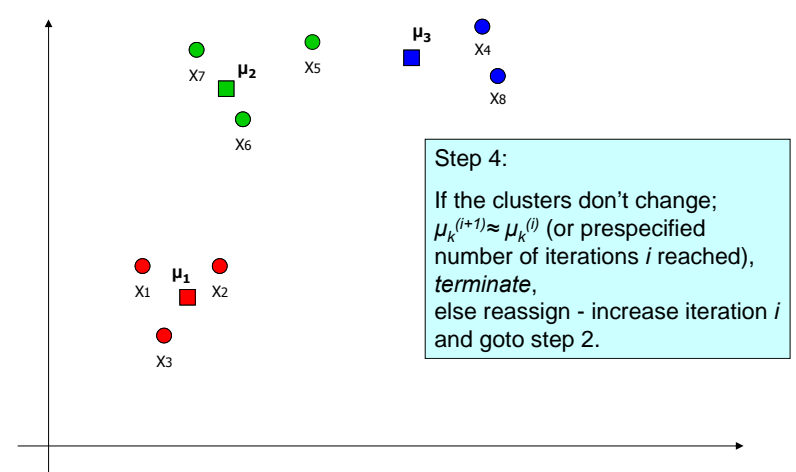 μ3
X4
X5
X7
μ2
X8
X6
Step 4:
If the clusters don't change;
μk(i+1)≈ μk(i) (or prespecified
number of iterations i reached),
terminate,
else reassign - increase iteration i
and goto step 2.
μ1
X1
X2
X3